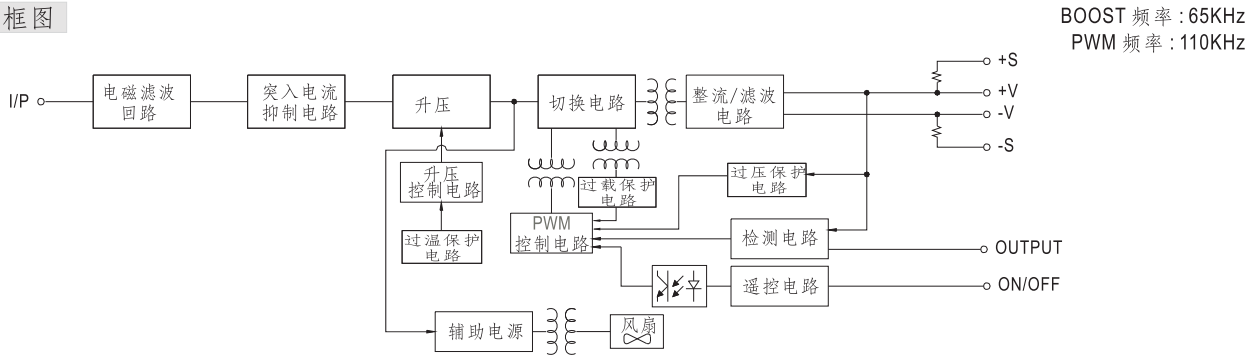 框图
BOOST 频率 : 65KHz
PWM 频率 : 110KHz
I/P
电磁滤波
回路
突入电流
抑制电路
升压
切换电路
整流/滤波
电路
+S
+V
-V
-S
升压
控制电路
过载保护
电路
过压保护
电路
过温保护
电路
PWM
控制电路
检测电路
OUTPUT
遥控电路
ON/OFF
辅助电源
风扇